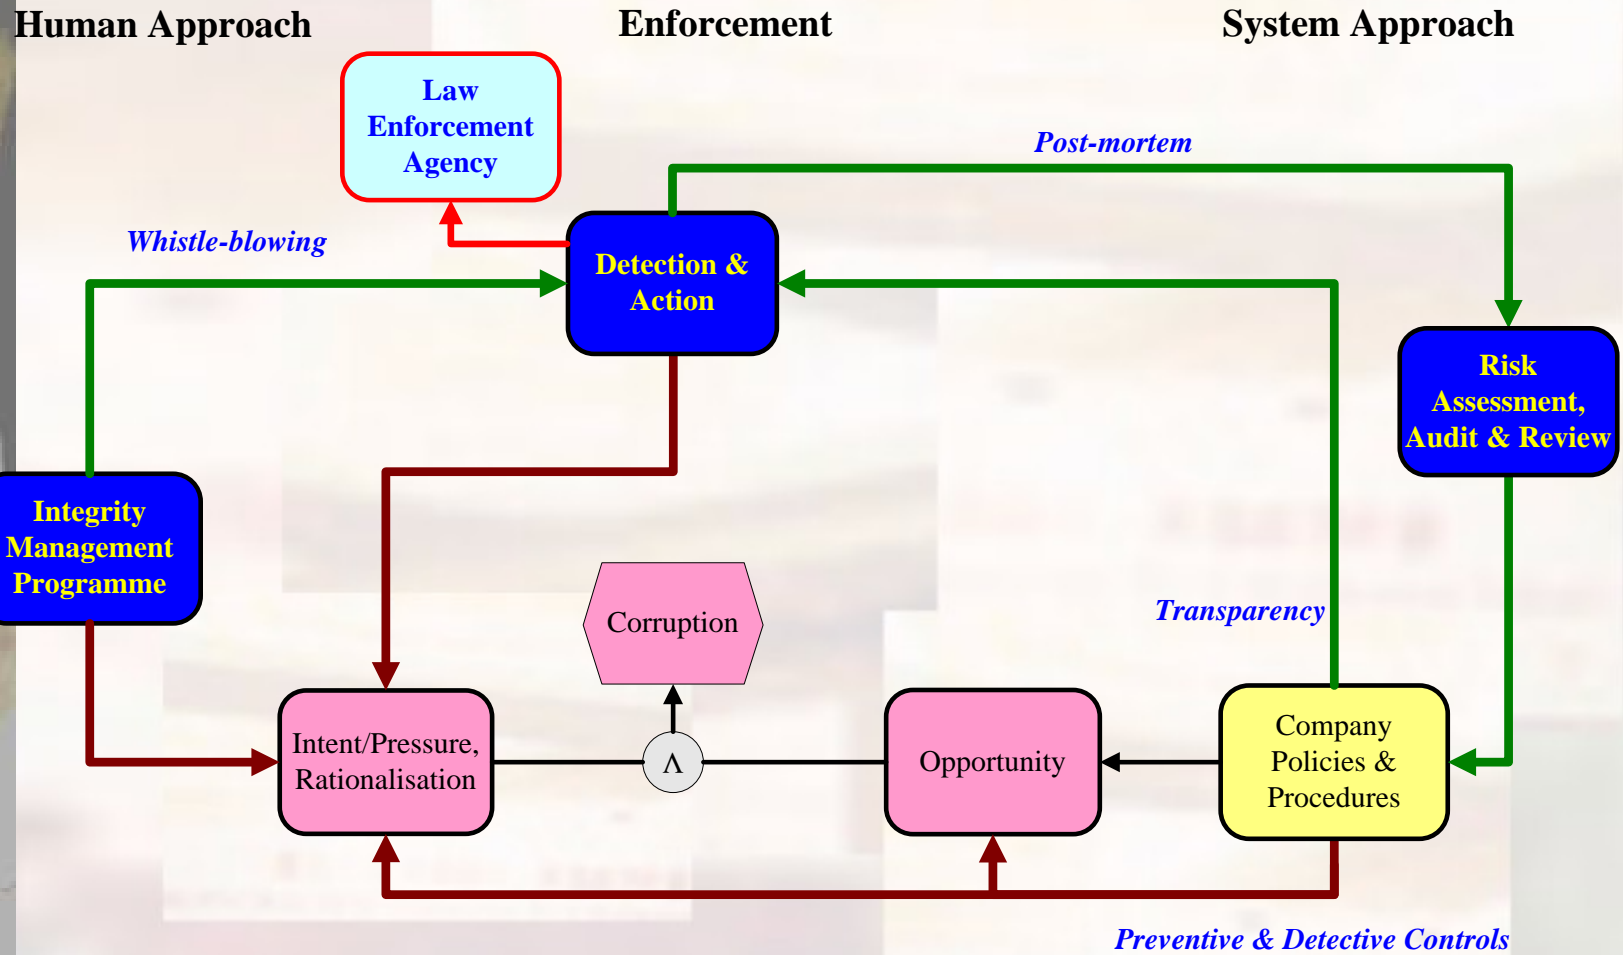 Human Approach
Enforcement
System Approach
Law
Enforcement
Agency
Post-mortem
Whistle-blowing
Detection &
Action
Risk
Assessment,
Audit & Review
Integrity
Management
Programme
Corruption
Transparency
Intent/Pressure,
Rationalisation
Λ
Opportunity
Company
Policies &
Procedures
Preventive & Detective Controls